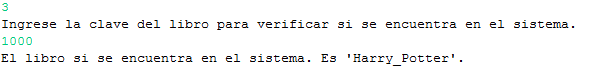 3
Ingrese la clave del libro para verificar si se encuentra en el sistema.
1000
El libro si se encuentra en el sistema. Es 'Harry_Potter'.